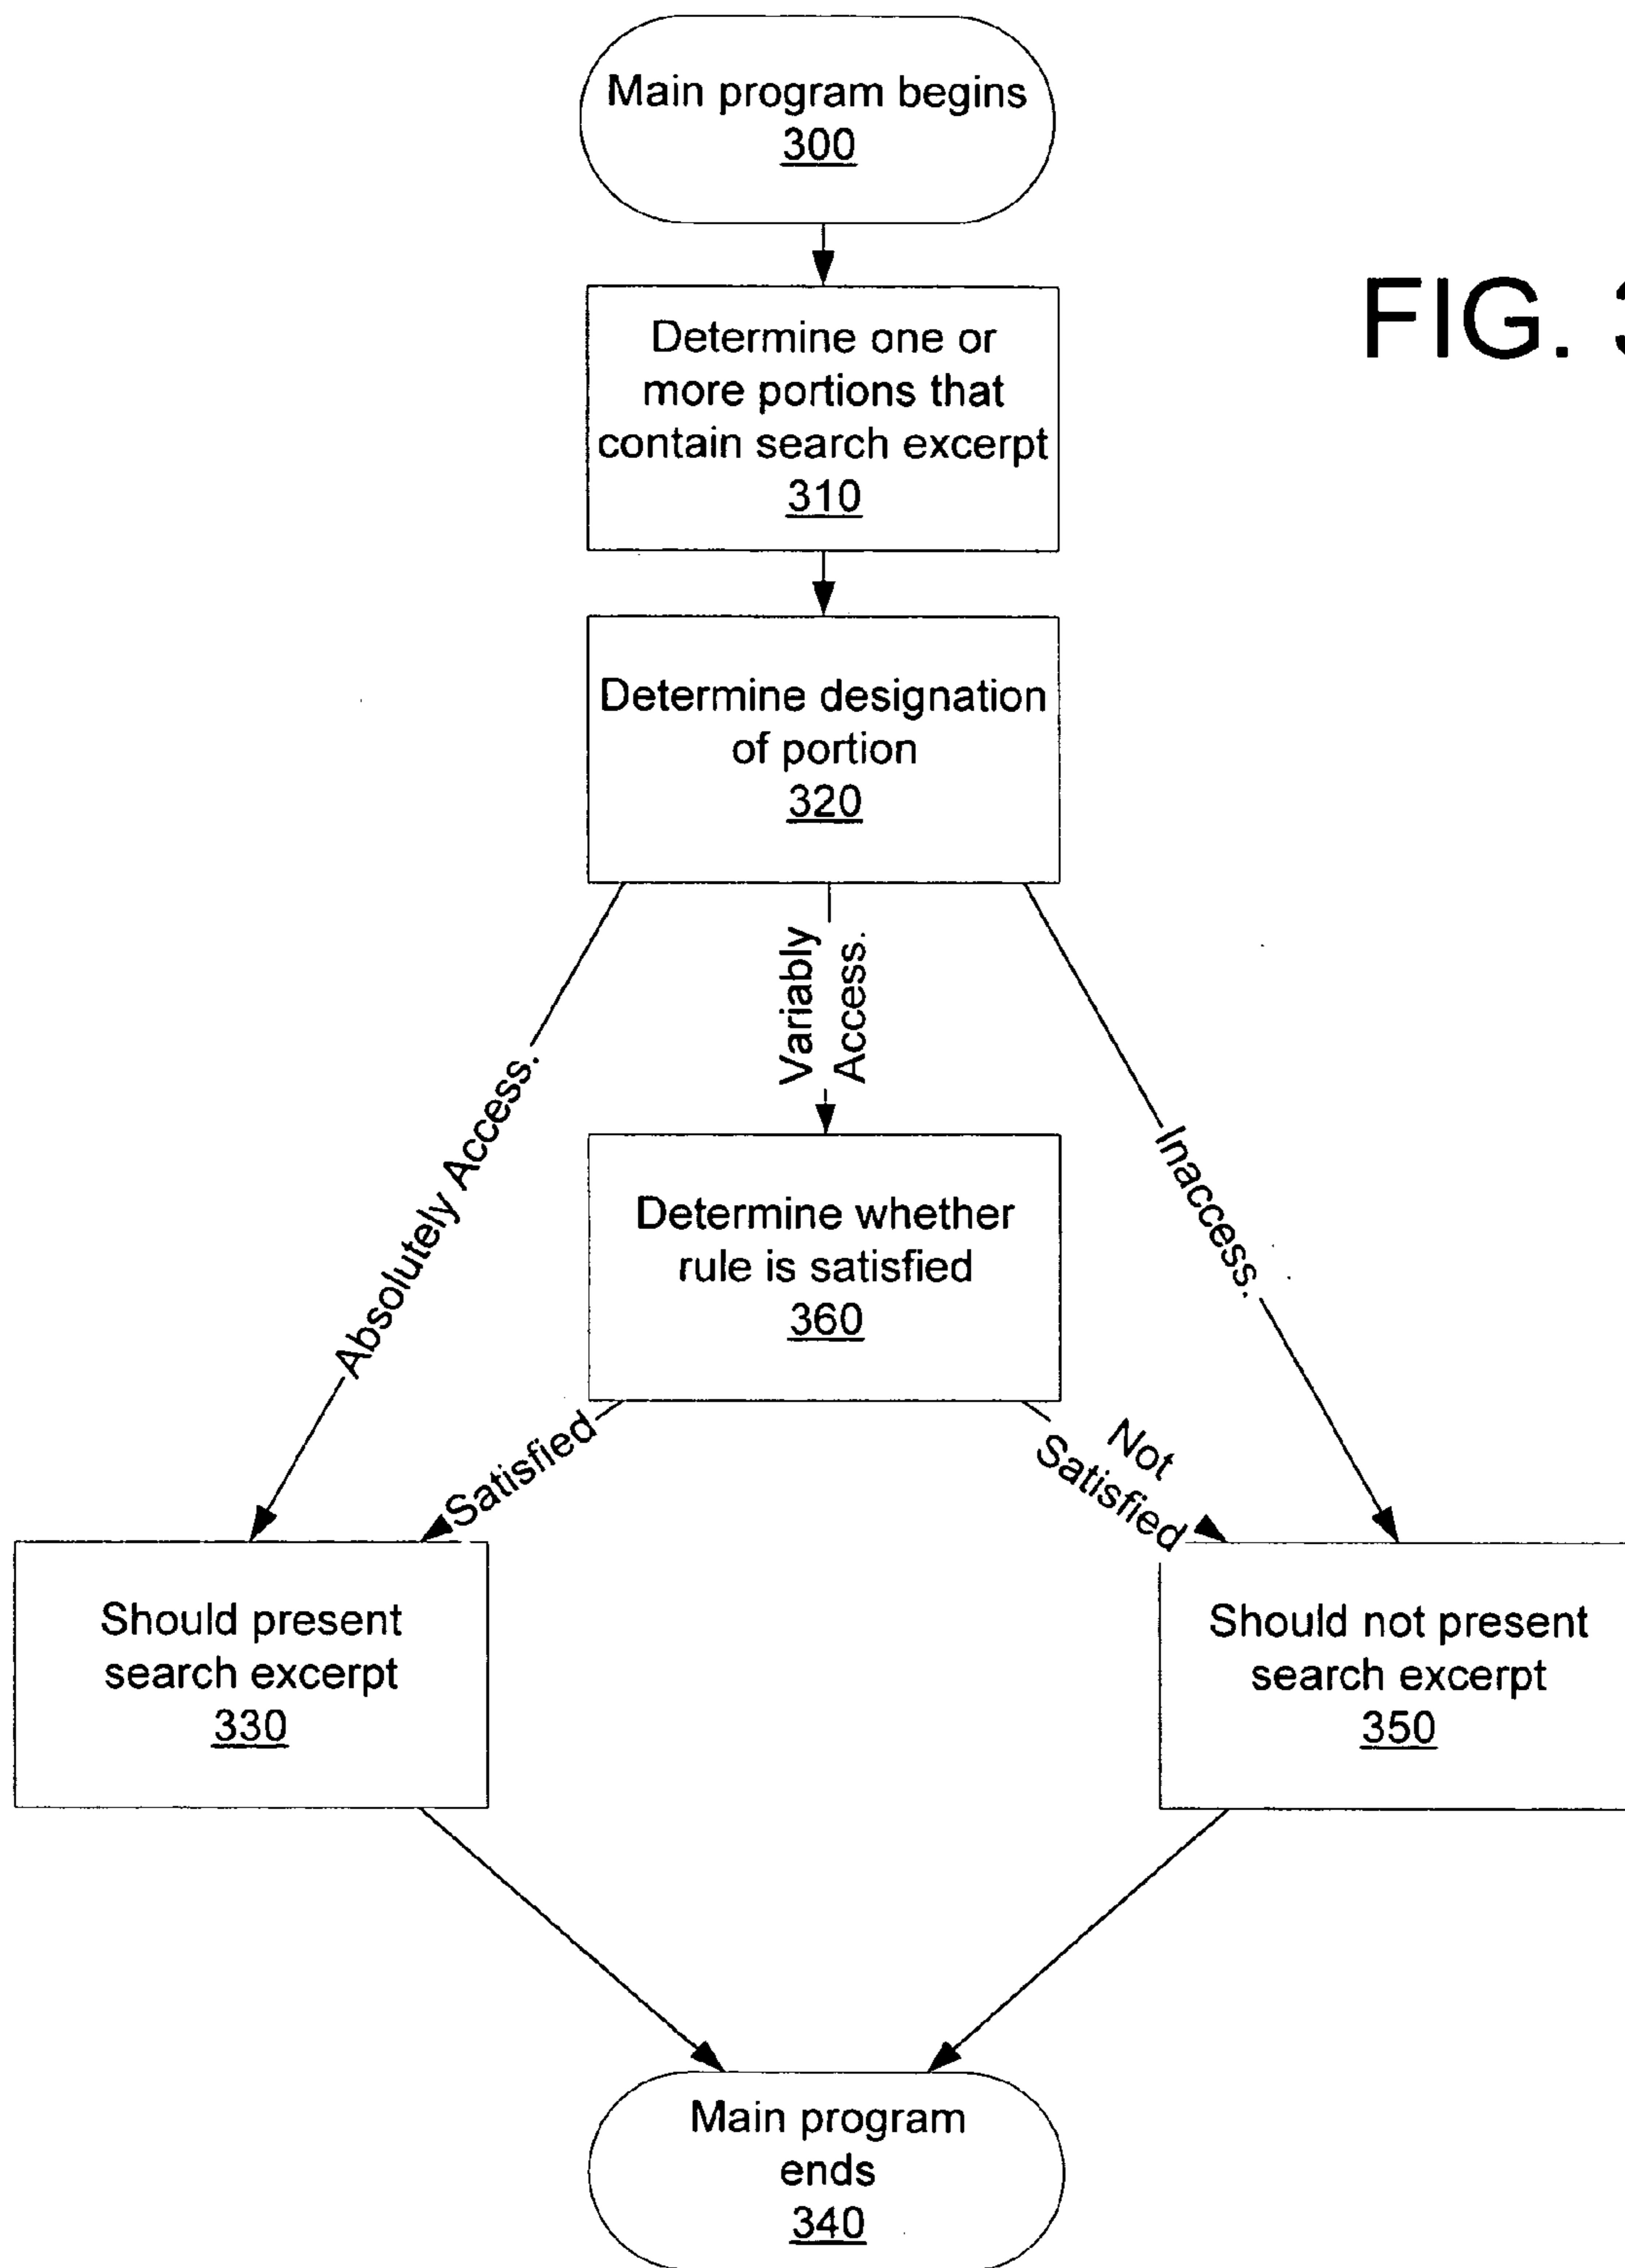 Main program begins
300
FIG. 3
Determine one or
more portions that
contain search excerpt
310
Determine designation
of portion
320
Absolutely Access.
Variably
Access.
Inaccess.
Determine whether
rule is satisfied
360
Satisfied
Not
Satisfied
Should present
search excerpt
330
Should not present
search excerpt
350
Main program
ends
340